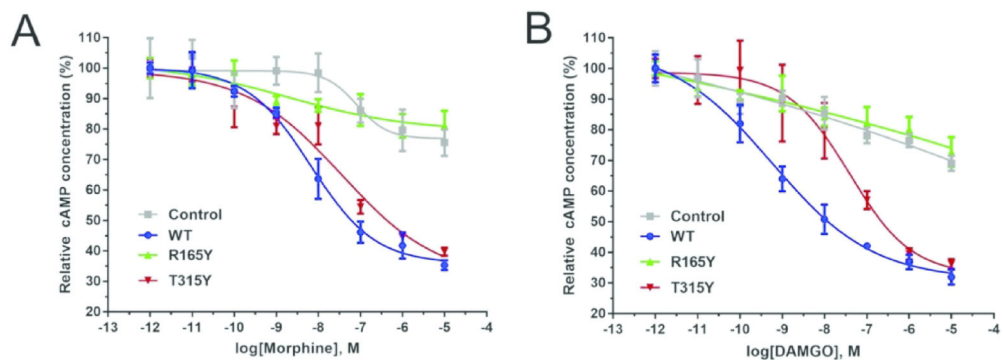 A
B
110
100
90
80
70
60
50
40
30
20
Relative cAMP concentration (%)
Control
WT
R165Y
T315Y
-13 -12 -11 -10 -9 -8 -7 -6 -5 -4
log[Morphine], M
110
100
90
80
70
60
50
40
30
20
Relative cAMP concentration (%)
Control
WT
R165Y
T315Y
-13 -12 -11 -10 -9 -8 -7 -6 -5 -4
log[DAMGO], M